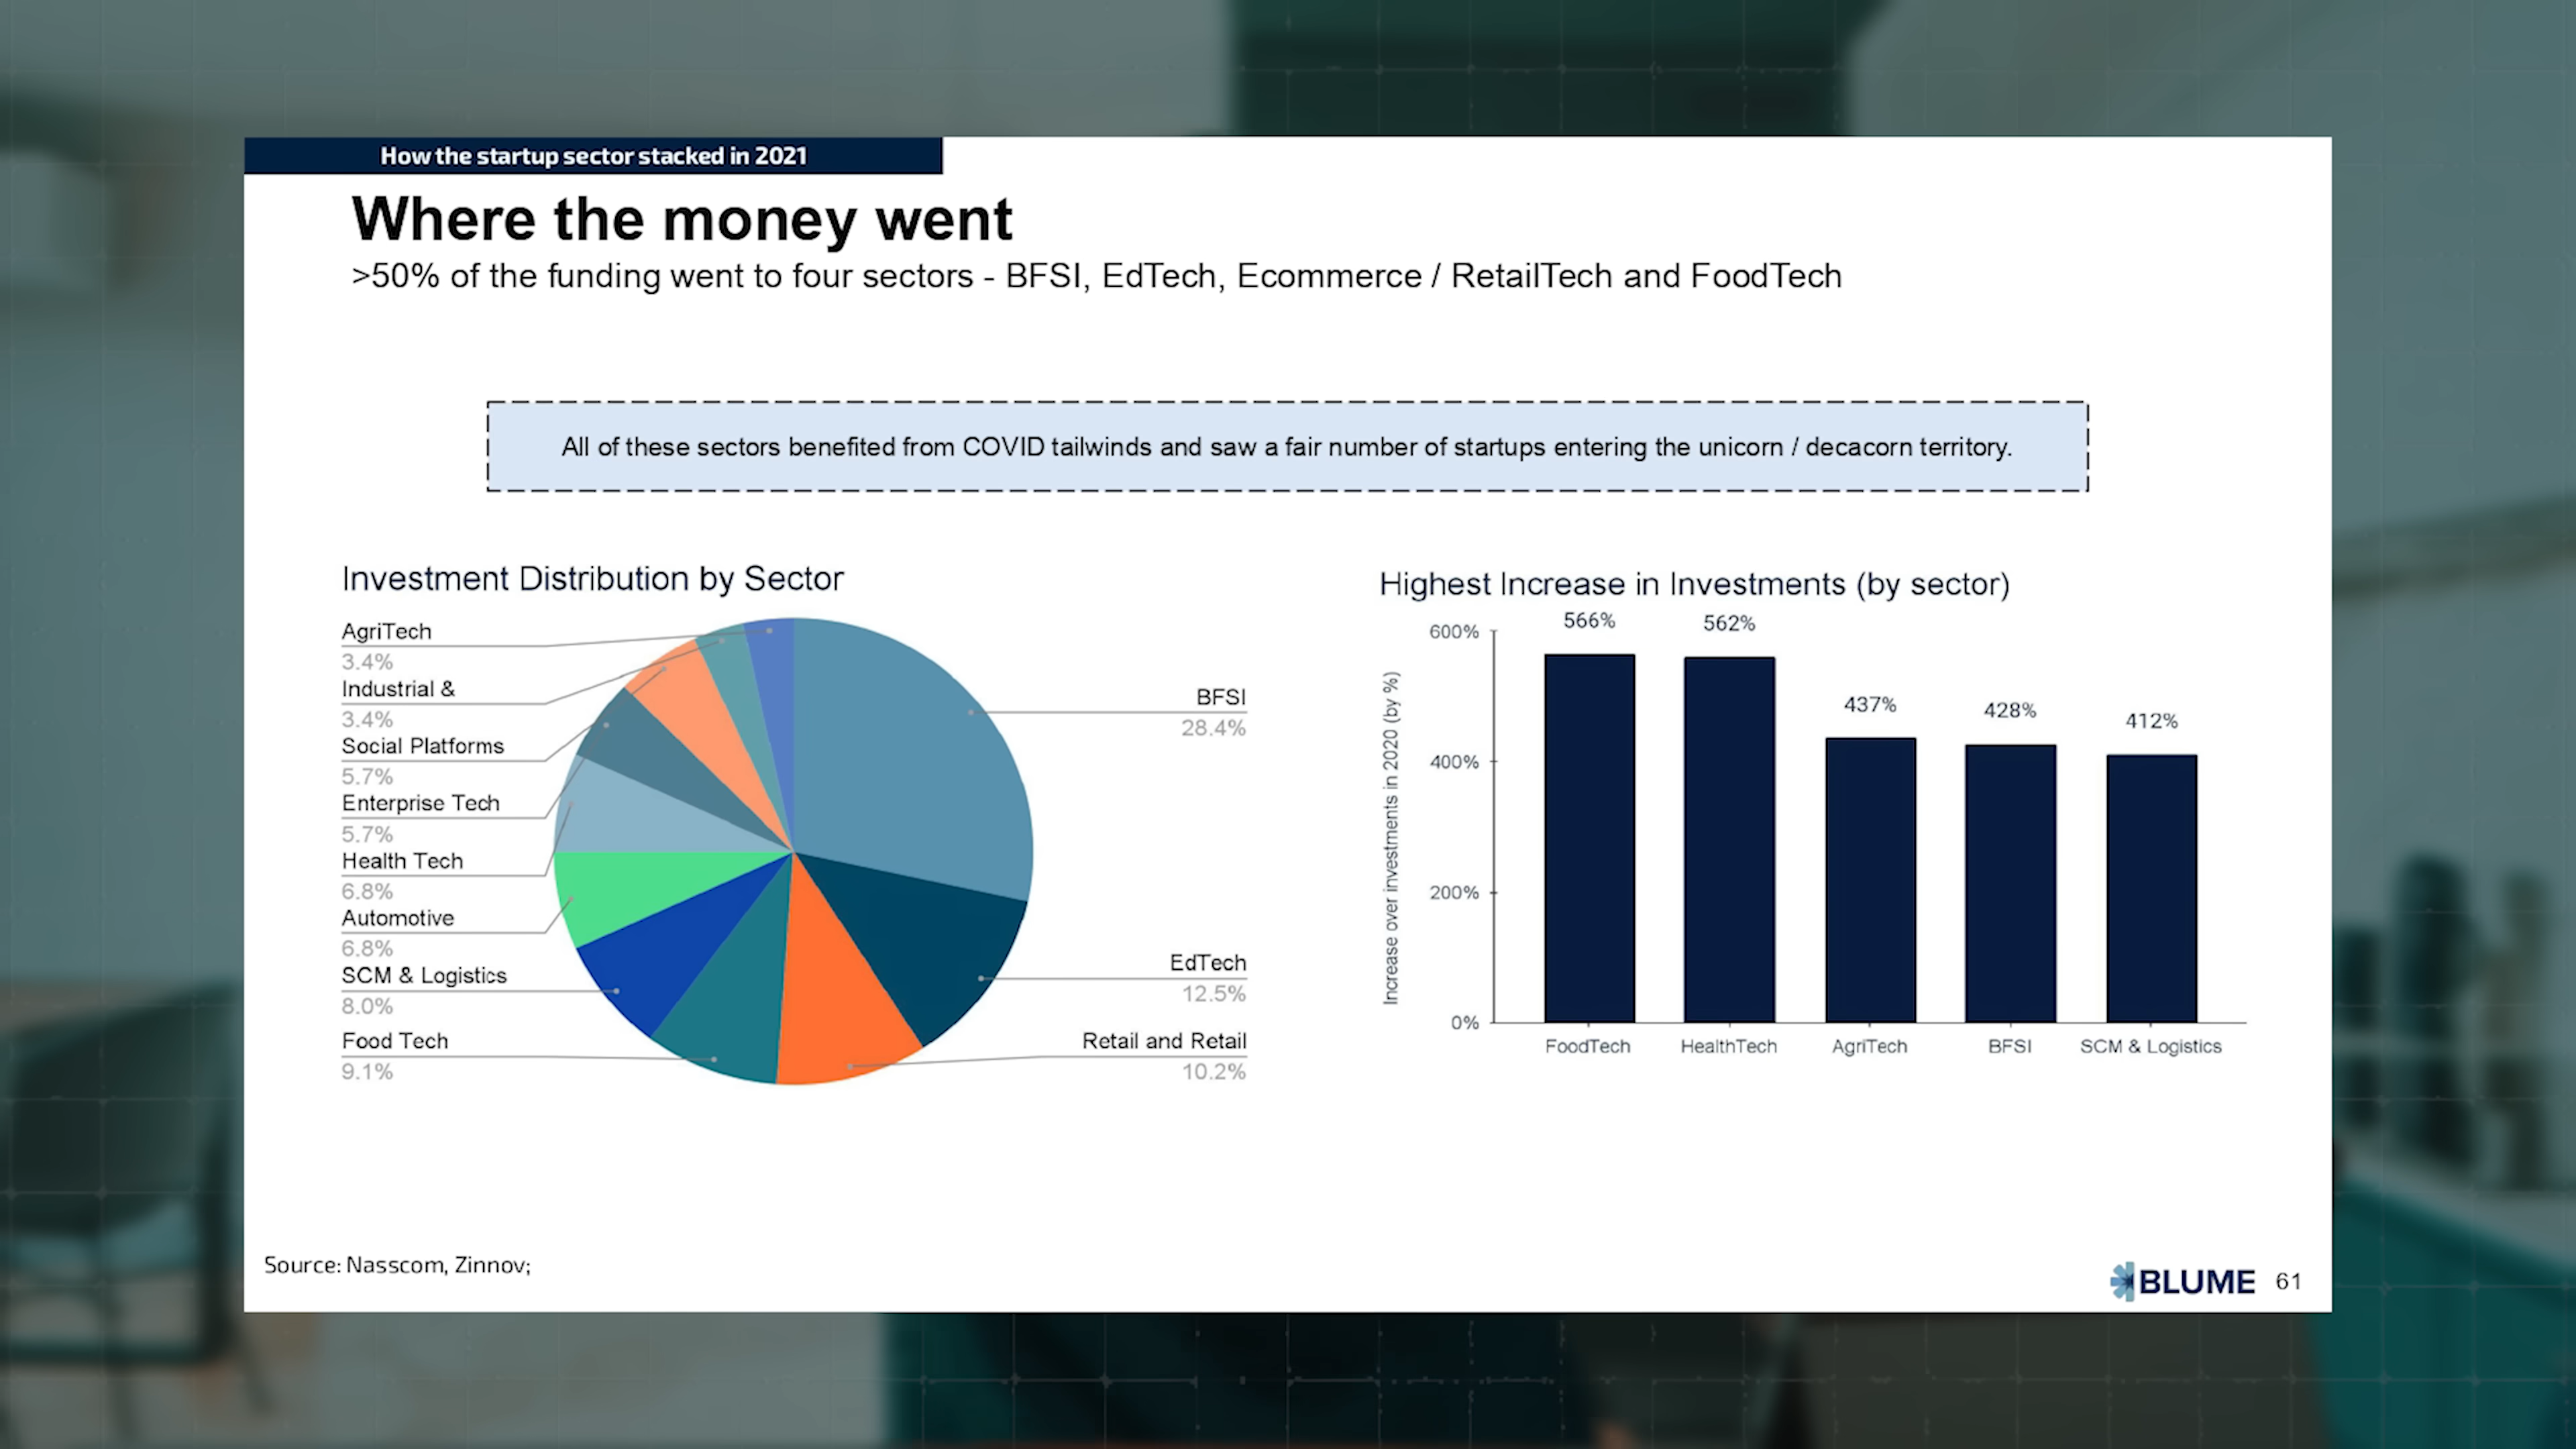 How the startup sector stacked in 2021
Where the money went
>50% of the funding went to four sectors - BFSI, EdTech, Ecommerce / RetailTech and FoodTech
All of these sectors benefited from COVID tailwinds and saw a fair number of startups entering the unicorn / decacorn territory.
Investment Distribution by Sector
AgriTech
3.4%
Industrial &
3.4%
Social Platforms
5.7%
Enterprise Tech
5.7%
Health Tech
6.8%
Automotive
6.8%
SCM & Logistics
8.0%
Food Tech
9.1%
BFSI
28.4%
EdTech
12.5%
Retail and Retail
10.2%
Highest Increase in Investments (by sector)
Increase over investments in 2020 (by %)
600%
400%
200%
0%
566%
562%
437%
428%
412%
FoodTech
HealthTech
AgriTech
BFSI
SCM & Logistics
Source: Nasscom, Zinnov;
BLUME 61